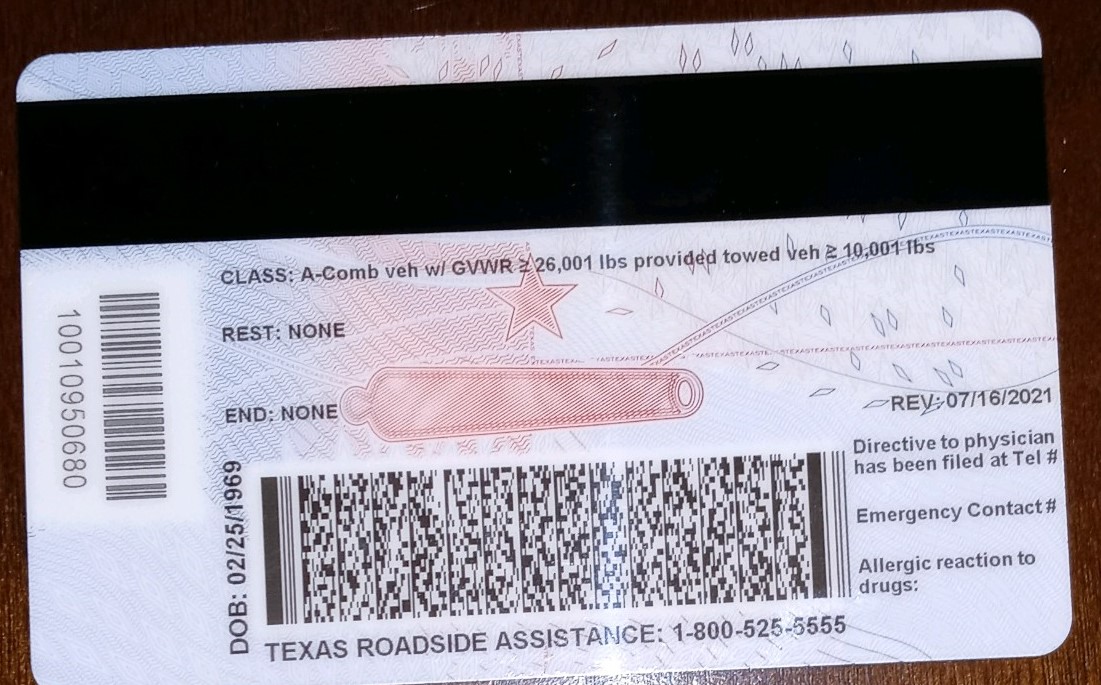 CLASS: A-Comb veh w/ GVWR ≥ 26,001 lbs provided towed veh ≥ 10,001 lbs
REST: NONE
END: NONE
REV: 07/16/2021
Directive to physician
has been filed at Tel #
Emergency Contact #
Allergic reaction to
drugs:
DOB: 02/25/1969
10010950680
TEXAS ROADSIDE ASSISTANCE: 1-800-525-5555